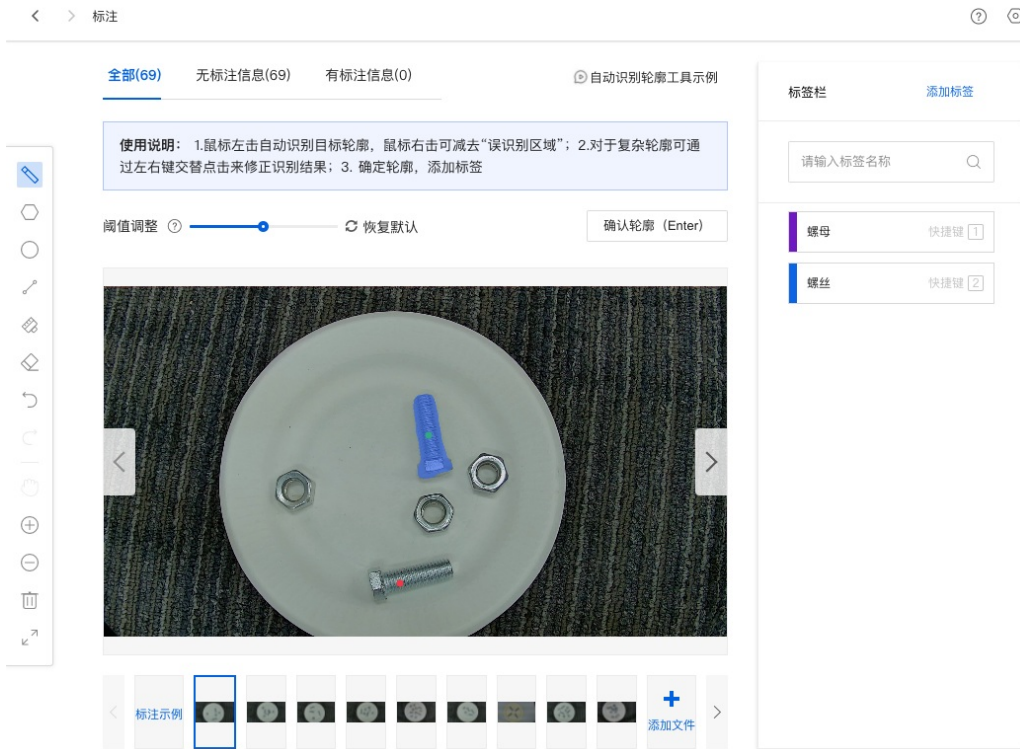 标注
全部(69) 无标注信息(69) 有标注信息(0) 自动识别轮廓工具示例
使用说明： 1.鼠标左击自动识别目标轮廓，鼠标右击可减去“误识别区域”；2.对于复杂轮廓可通
过左右键交替点击来修正识别结果；3. 确定轮廓，添加标签
阈值调整 恢复默认 确认轮廓（Enter）
标注示例 添加文件
标签栏 添加标签
请输入标签名称
螺母 快捷键 1
螺丝 快捷键 2